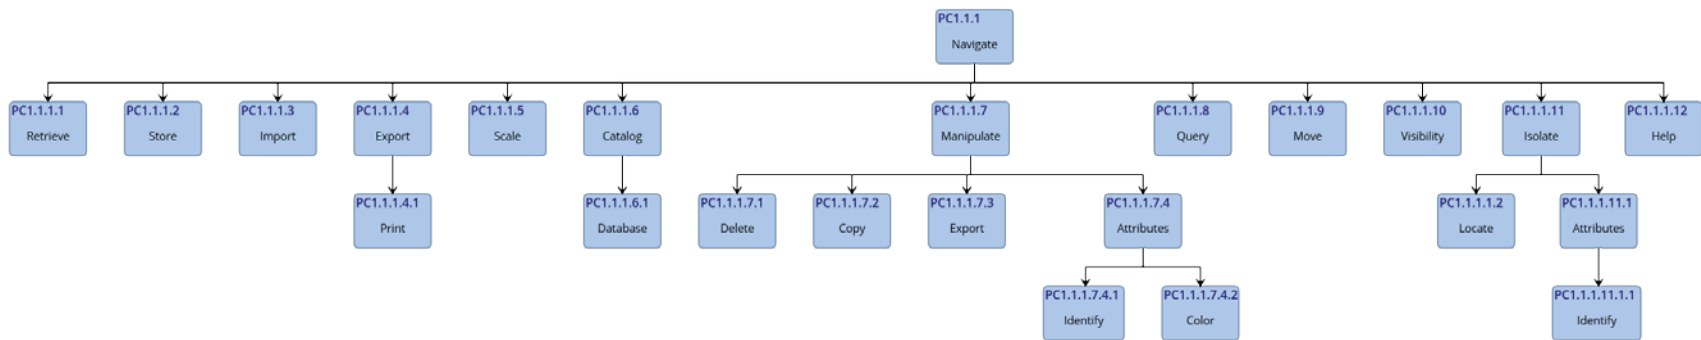 PC1.1.1
Navigate
PC1.1.1.1
Retrieve
PC1.1.1.2
Store
PC1.1.1.3
Import
PC1.1.1.4
Export
PC1.1.1.5
Scale
PC1.1.1.6
Catalog
PC1.1.1.7
Manipulate
PC1.1.1.8
Query
PC1.1.1.9
Move
PC1.1.1.10
Visibility
PC1.1.1.11
Isolate
PC1.1.1.12
Help
PC1.1.1.4.1
Print
PC1.1.1.6.1
Database
PC1.1.1.7.1
Delete
PC1.1.1.7.2
Copy
PC1.1.1.7.3
Export
PC1.1.1.7.4
Attributes
PC1.1.1.1.2
Locate
PC1.1.1.11.1
Attributes
PC1.1.1.7.4.1
Identify
PC1.1.1.7.4.2
Color
PC1.1.1.11.1.1
Identify